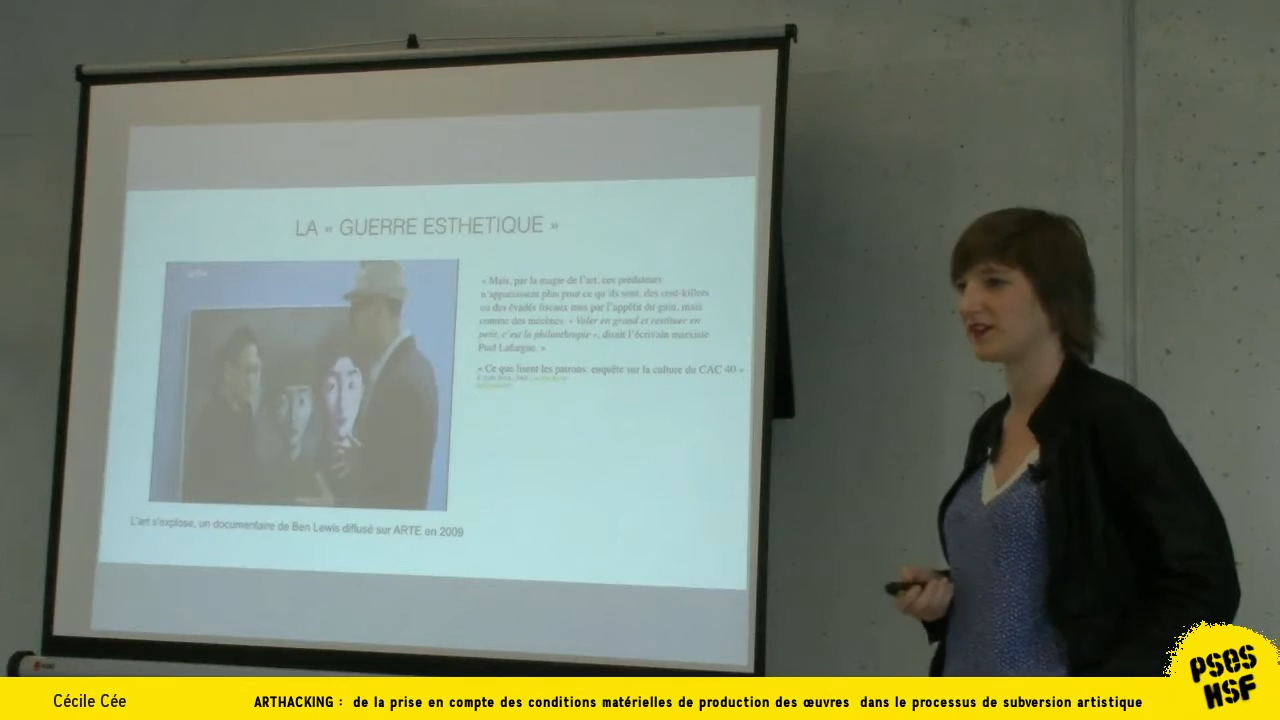 LA « GUERRE ESTHETIQUE »
« Mais, par la magie de l'art, ces prédateurs
n'apparaissent plus pour ce qu'ils sont, des cost-killers
ou des évadés fiscaux mus par l'appétit du gain, mais
comme des mécènes. « Voler en grand et restituer en
petit, c'est la philanthropie », disait l'écrivain marxiste
Paul Lafargue. »
« Ce que lisent les patrons: enquête sur la culture du CAC 40 »
L'art s'explose, un documentaire de Ben Lewis diffusé sur ARTE en 2009
PSES
HSF
Cécile Cée
ARTHACKING : de la prise en compte des conditions matérielles de production des œuvres dans le processus de subversion artistique